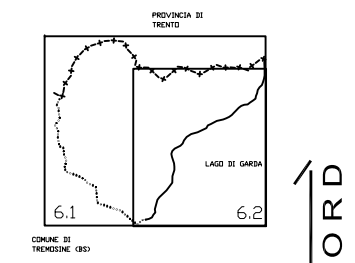 PROVINCIA DI
TRENTO
LAGO DI GARDA
6.1
6.2
COMUNE DI
TREMOSINE (BS)
ORD